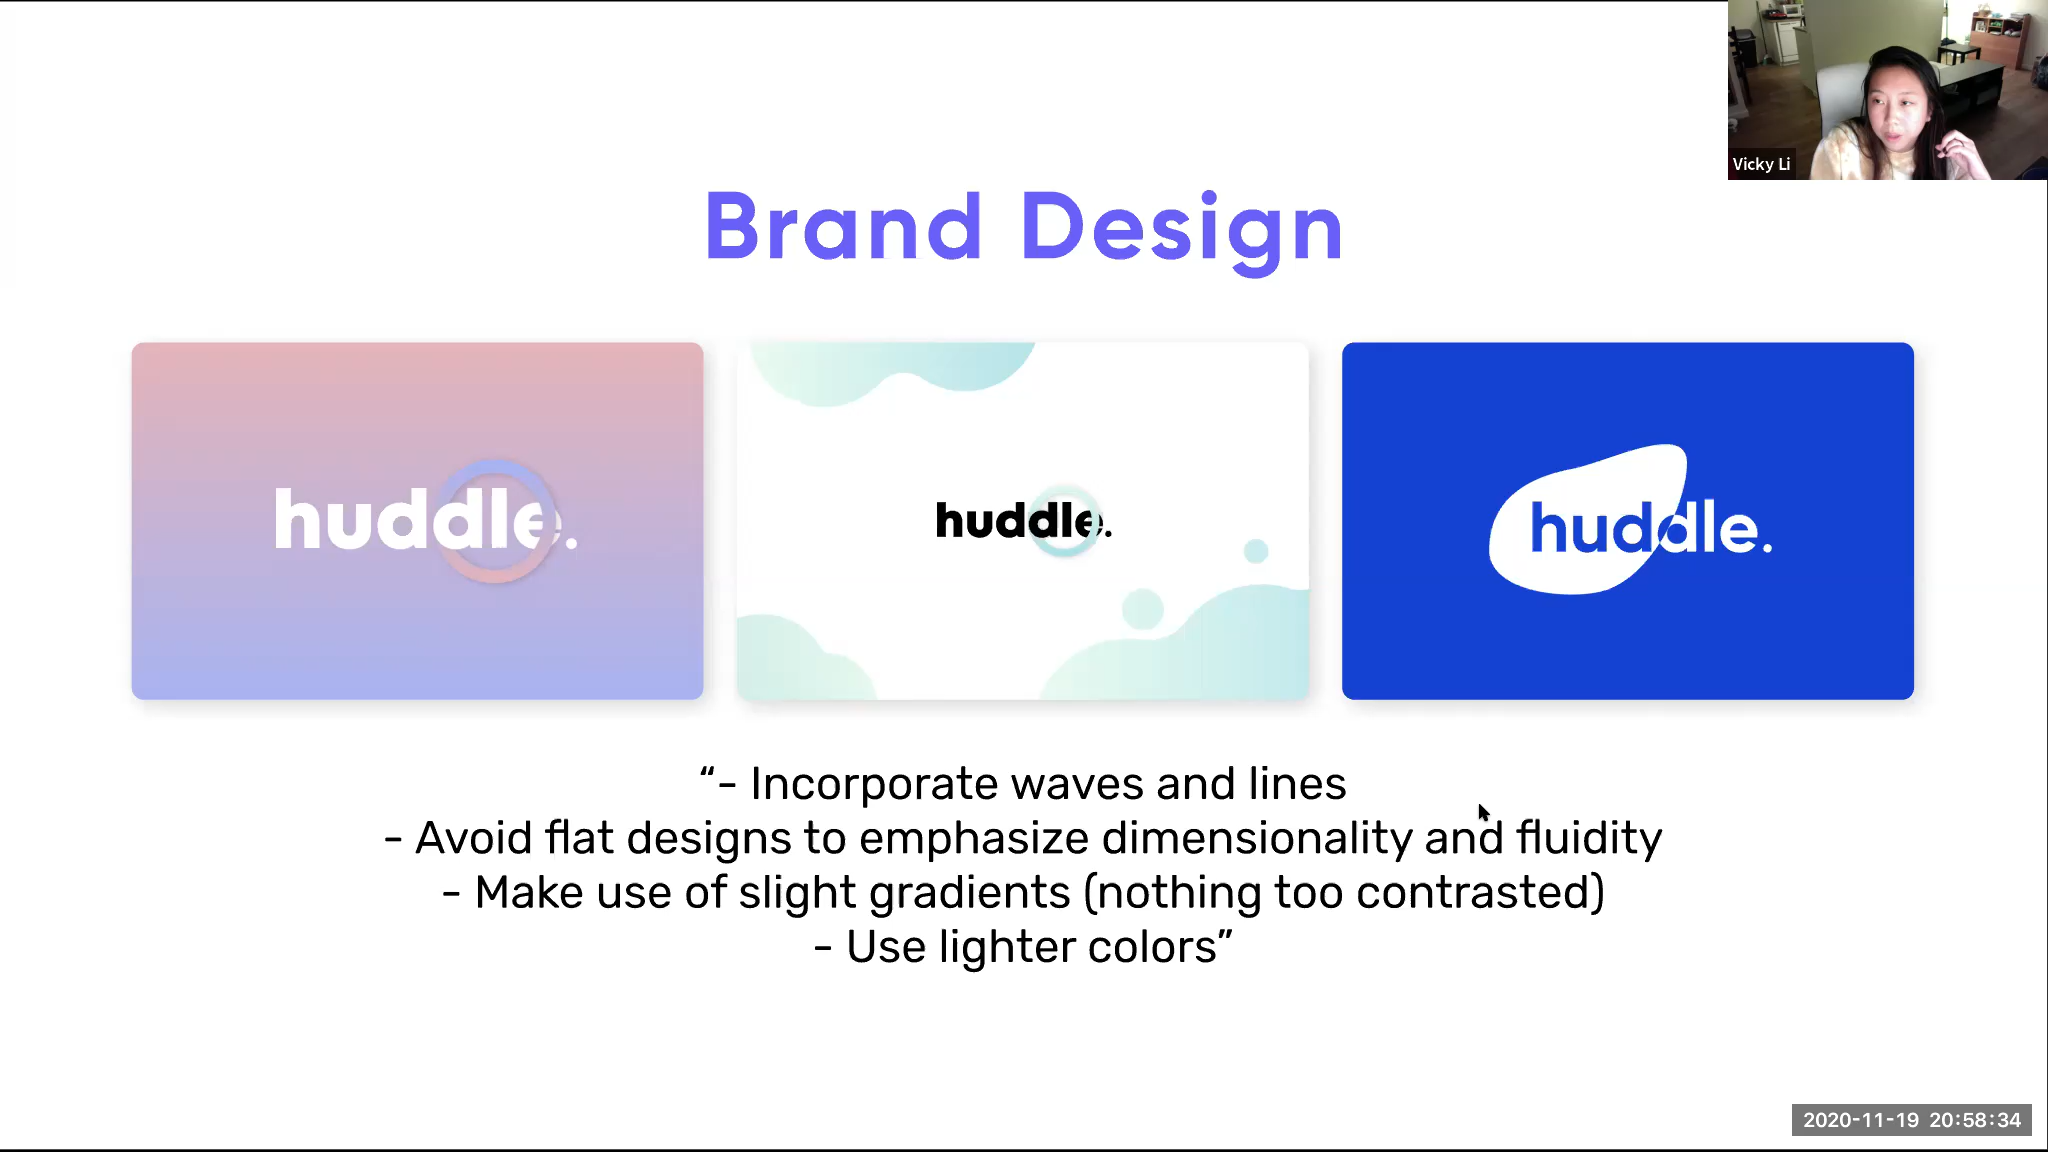 Vicky Li
Brand Design
huddle.
huddle.
huddle.
“- Incorporate waves and lines
- Avoid flat designs to emphasize dimensionality and fluidity
- Make use of slight gradients (nothing too contrasted)
- Use lighter colors”
2020-11-19 20:58:34